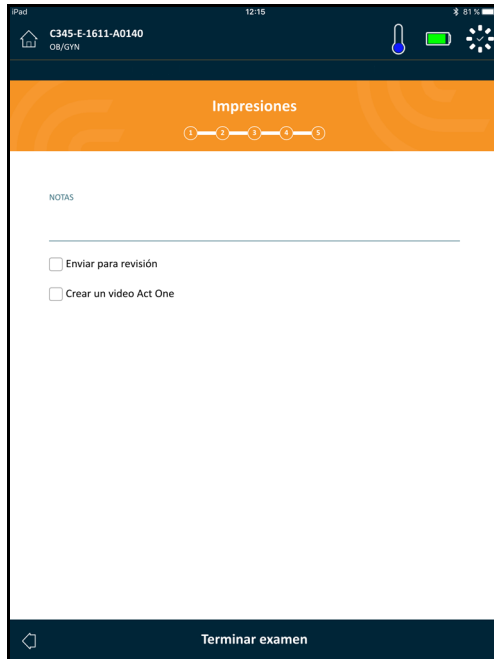 iPad 12:15 81 %
C345-E-1611-A0140
OB/GYN
Impresiones
1 2 3 4 5
NOTAS
Enviar para revisión
Crear un video Act One
Terminar examen